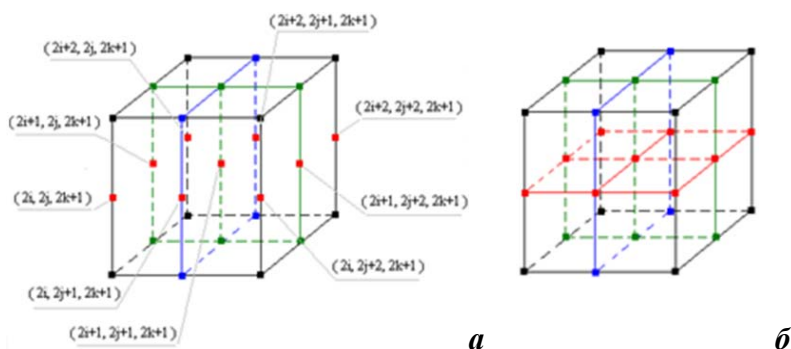 (2i+2, 2j+1, 2k+1)
(2i+2, 2j, 2k+1)
(2i+2, 2j+2, 2k+1)
(2i+1, 2j, 2k+1)
(2i, 2j, 2k+1)
(2i+1, 2j+2, 2k+1)
(2i, 2j+2, 2k+1)
(2i, 2j+1, 2k+1)
(2i+1, 2j+1, 2k+1)
а б